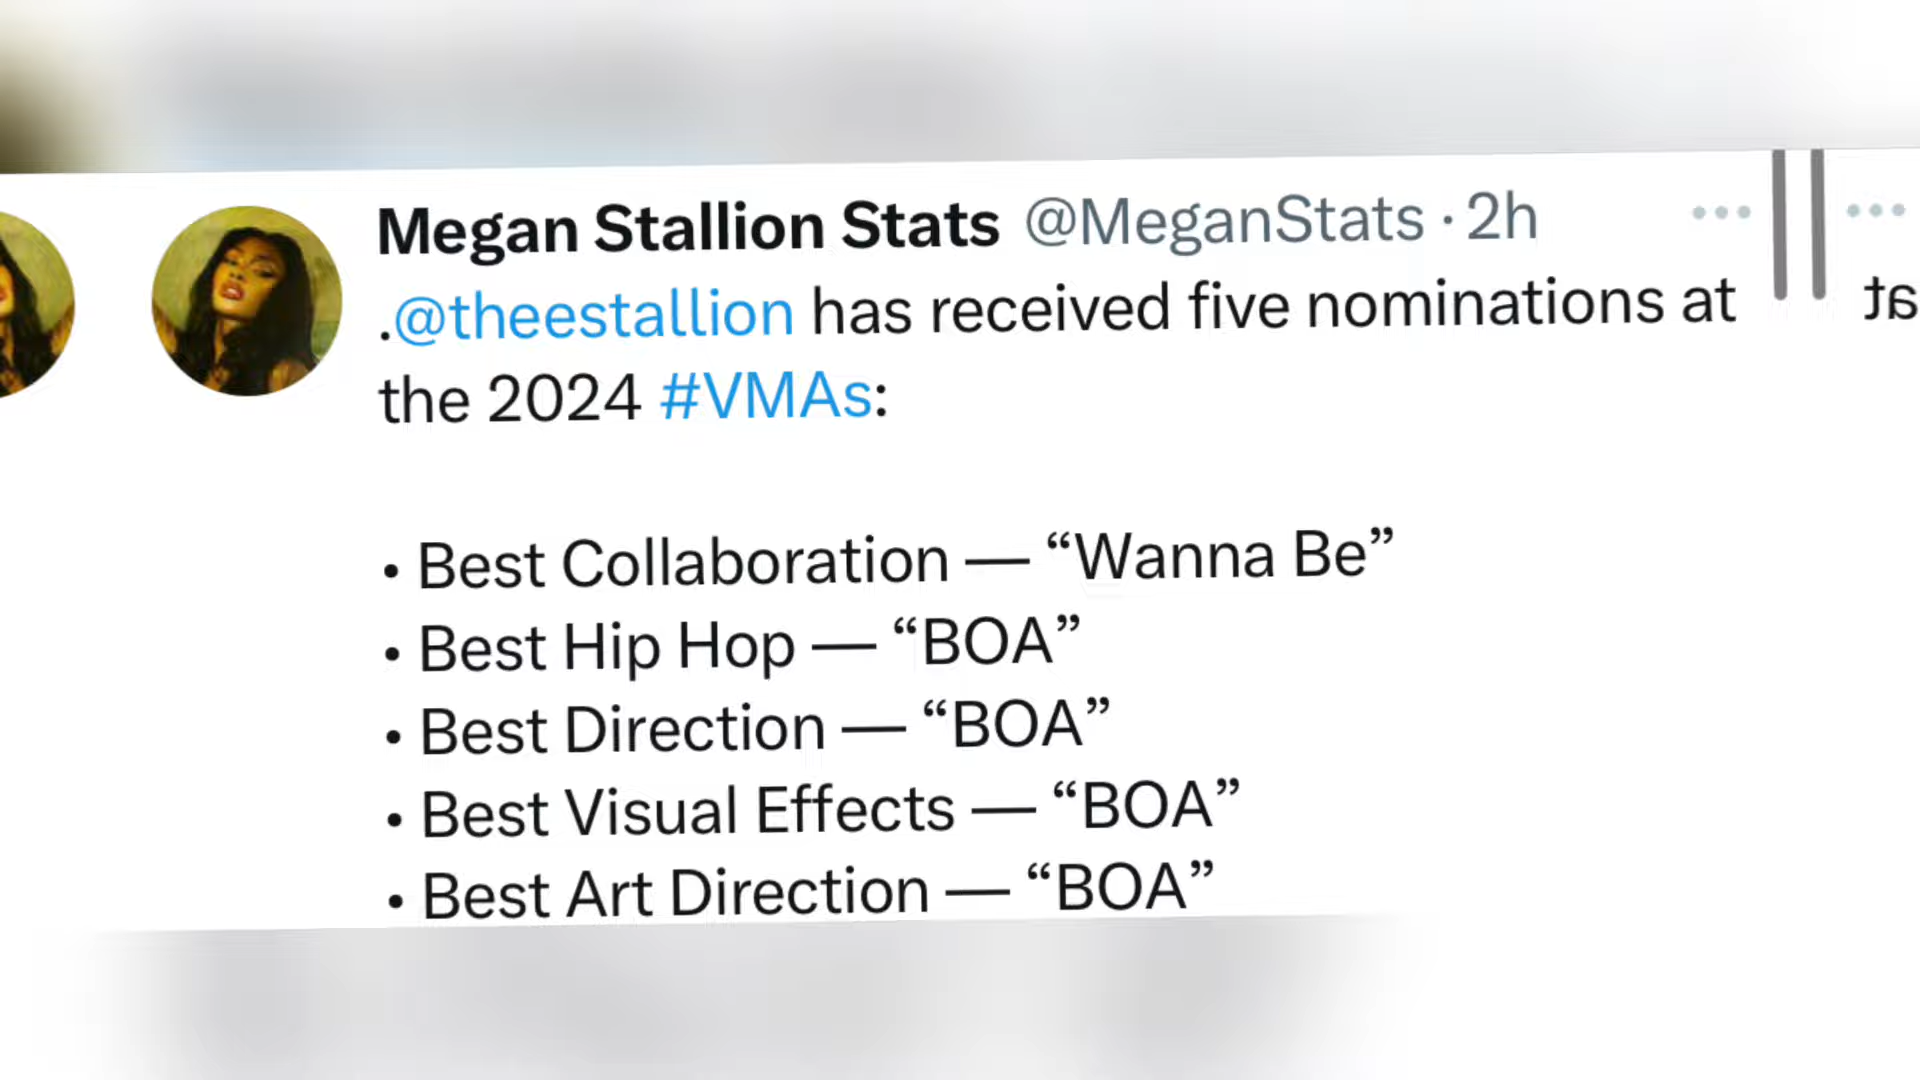 Megan Stallion Stats @MeganStats · 2h
.@theestallion has received five nominations at
the 2024 #VMAs:
• Best Collaboration — “Wanna Be”
• Best Hip Hop — “BOA”
• Best Direction — “BOA”
• Best Visual Effects — “BOA”
• Best Art Direction — “BOA”
at